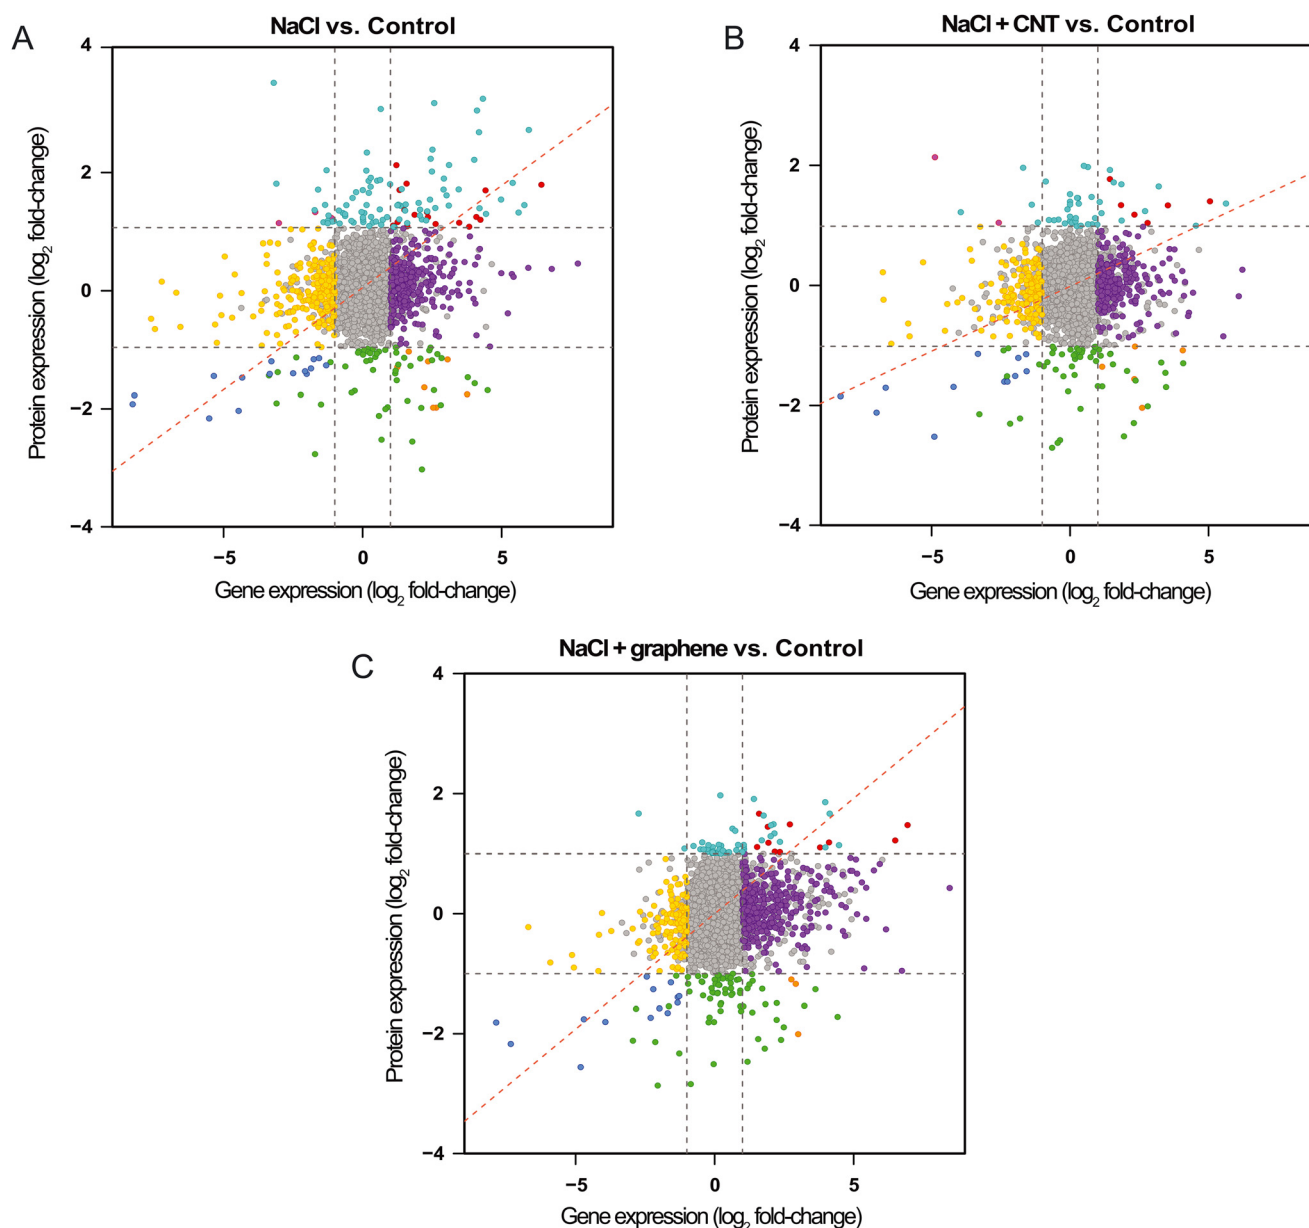 A
NaCl vs. Control
4
2
0
−2
−4
−5
0
5
Protein expression (log2 fold-change)
Gene expression (log2 fold-change)
B
NaCl + CNT vs. Control
4
2
0
−2
−4
−5
0
5
Protein expression (log2 fold-change)
Gene expression (log2 fold-change)
C
NaCl + graphene vs. Control
4
2
0
−2
−4
−5
0
5
Protein expression (log2 fold-change)
Gene expression (log2 fold-change)